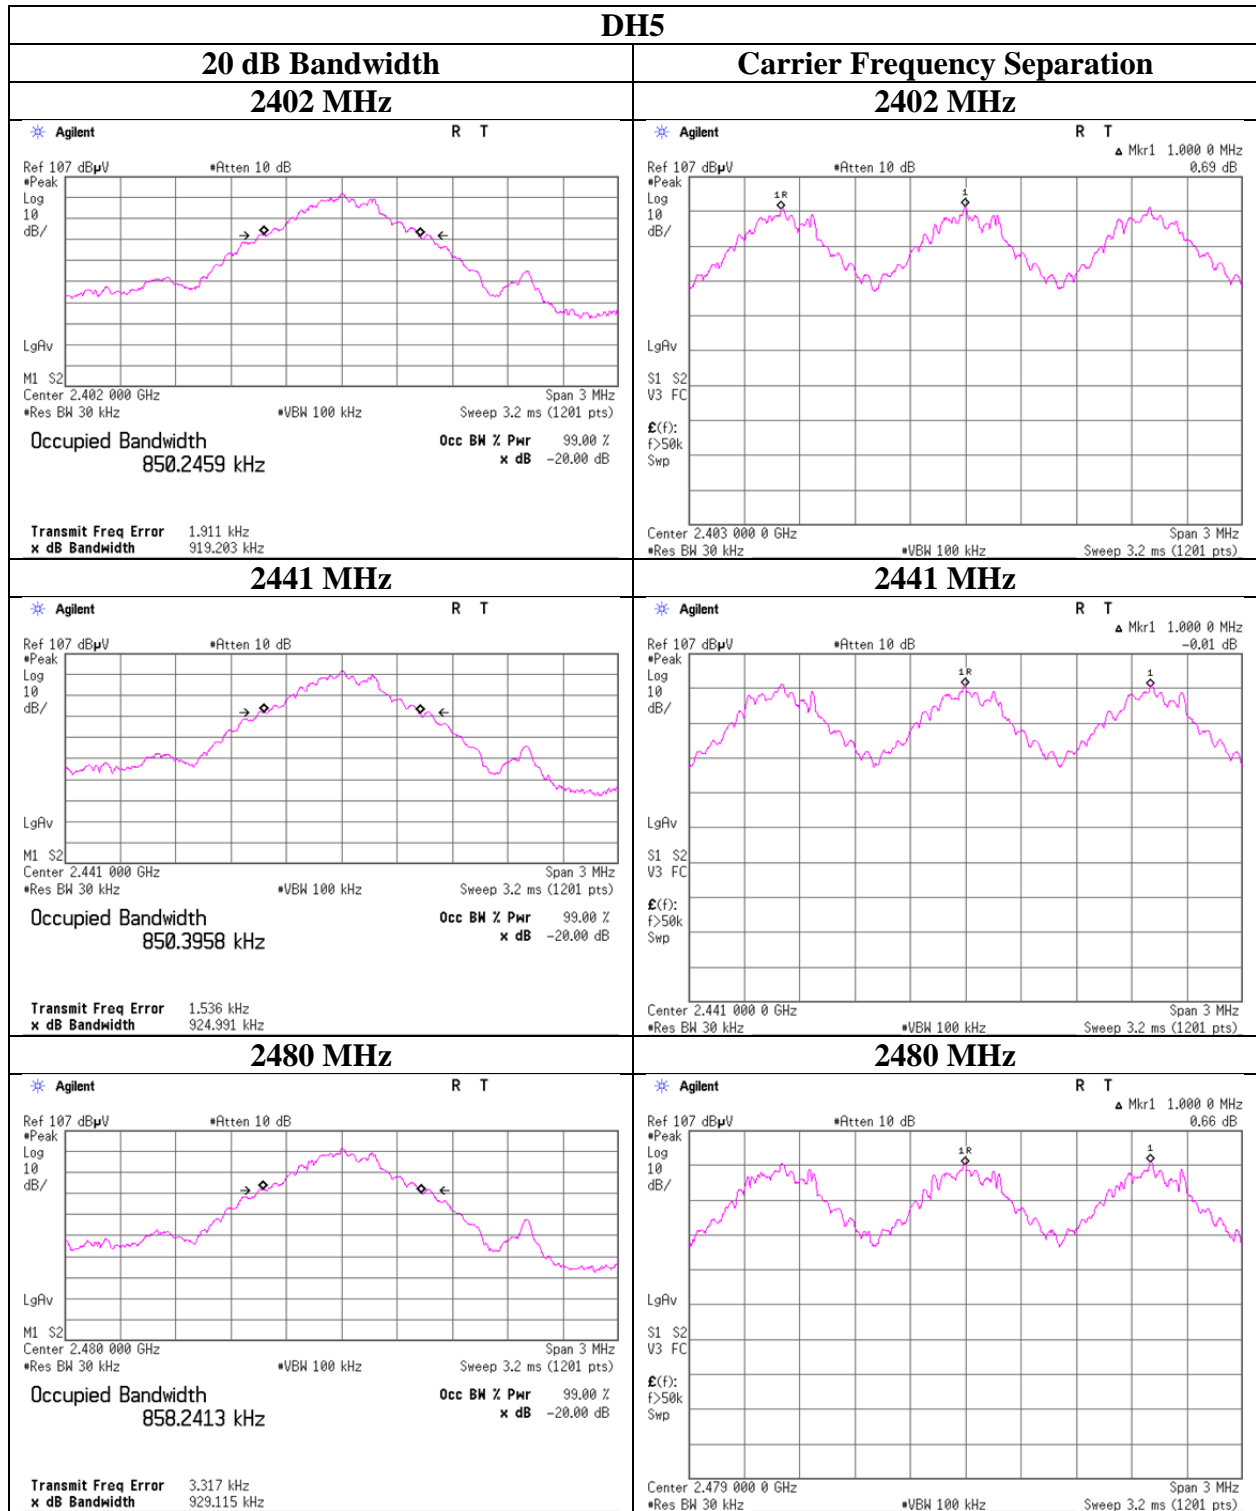 DH5
20 dB Bandwidth
Carrier Frequency Separation
2402 MHz
2402 MHz
Agilent
R T
Ref 107 dBµV
#Atten 10 dB
#Peak
Log
10
dB/
LgAv
M1 S2
Center 2.402 000 GHz
Span 3 MHz
#Res BW 30 kHz
#VBW 100 kHz
Sweep 3.2 ms (1201 pts)
Occupied Bandwidth
850.2459 kHz
Occ BW % Pwr 99.00 %
x dB -20.00 dB
Transmit Freq Error 1.911 kHz
x dB Bandwidth 919.203 kHz
Agilent
R T
Δ Mkr1 1.000 0 MHz
Ref 107 dBµV
#Atten 10 dB
0.69 dB
#Peak
Log
10
dB/
1R
1
LgAv
S1 S2
V3 FC
£(f):
f>50k
Swp
Center 2.403 000 0 GHz
Span 3 MHz
#Res BW 30 kHz
#VBW 100 kHz
Sweep 3.2 ms (1201 pts)
2441 MHz
2441 MHz
Agilent
R T
Ref 107 dBµV
#Atten 10 dB
#Peak
Log
10
dB/
LgAv
M1 S2
Center 2.441 000 GHz
Span 3 MHz
#Res BW 30 kHz
#VBW 100 kHz
Sweep 3.2 ms (1201 pts)
Occupied Bandwidth
850.3958 kHz
Occ BW % Pwr 99.00 %
x dB -20.00 dB
Transmit Freq Error 1.536 kHz
x dB Bandwidth 924.991 kHz
Agilent
R T
Δ Mkr1 1.000 0 MHz
Ref 107 dBµV
#Atten 10 dB
-0.01 dB
#Peak
Log
10
dB/
1R
1
LgAv
S1 S2
V3 FC
£(f):
f>50k
Swp
Center 2.441 000 0 GHz
Span 3 MHz
#Res BW 30 kHz
#VBW 100 kHz
Sweep 3.2 ms (1201 pts)
2480 MHz
2480 MHz
Agilent
R T
Ref 107 dBµV
#Atten 10 dB
#Peak
Log
10
dB/
LgAv
M1 S2
Center 2.480 000 GHz
Span 3 MHz
#Res BW 30 kHz
#VBW 100 kHz
Sweep 3.2 ms (1201 pts)
Occupied Bandwidth
858.2413 kHz
Occ BW % Pwr 99.00 %
x dB -20.00 dB
Transmit Freq Error 3.317 kHz
x dB Bandwidth 929.115 kHz
Agilent
R T
Δ Mkr1 1.000 0 MHz
Ref 107 dBµV
#Atten 10 dB
0.66 dB
#Peak
Log
10
dB/
1R
1
LgAv
S1 S2
V3 FC
£(f):
f>50k
Swp
Center 2.479 000 0 GHz
Span 3 MHz
#Res BW 30 kHz
#VBW 100 kHz
Sweep 3.2 ms (1201 pts)